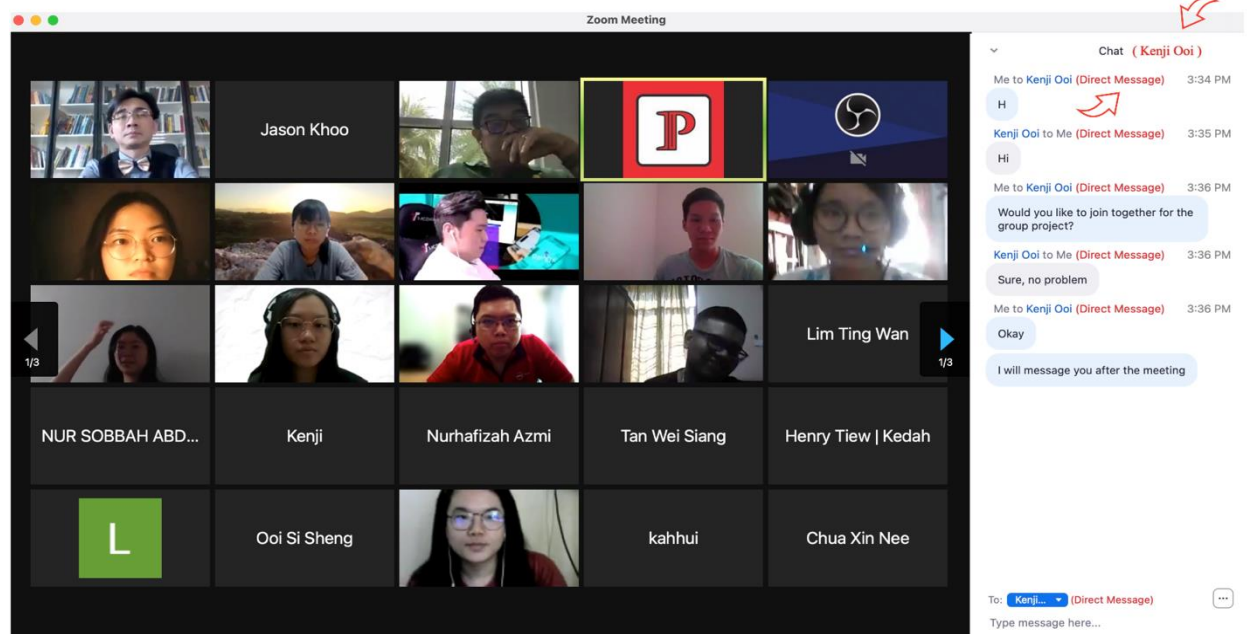 Zoom Meeting
Jason Khoo
P
Lim Ting Wan
1/3
1/3
NUR SOBBAH ABD...
Kenji
Nurhafizah Azmi
Tan Wei Siang
Henry Tiew | Kedah
L
Ooi Si Sheng
kahhui
Chua Xin Nee
Chat ( Kenji Ooi )
Me to Kenji Ooi (Direct Message) 3:34 PM
H
Kenji Ooi to Me (Direct Message) 3:35 PM
Hi
Me to Kenji Ooi (Direct Message) 3:36 PM
Would you like to join together for the
group project?
Kenji Ooi to Me (Direct Message) 3:36 PM
Sure, no problem
Me to Kenji Ooi (Direct Message) 3:36 PM
Okay
I will message you after the meeting
To: Kenji... (Direct Message)
Type message here...